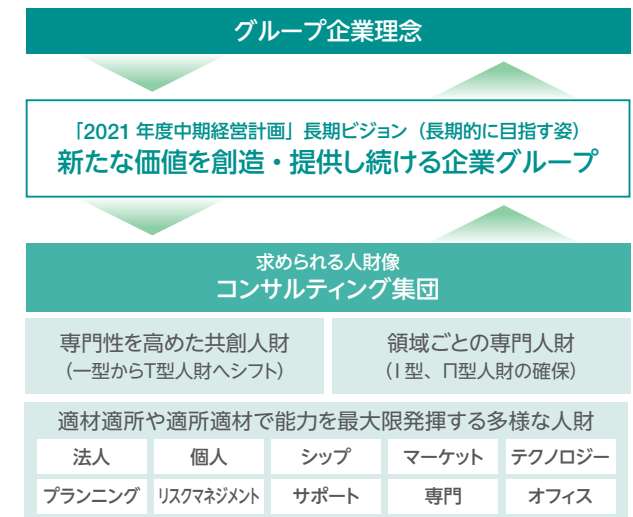 グループ企業理念
「2021 年度中期経営計画」長期ビジョン（長期的に目指す姿）
新たな価値を創造・提供し続ける企業グループ
求められる人財像
コンサルティング集団
専門性を高めた共創人財
（一型からT型人財へシフト）
領域ごとの専門人財
（I 型、Π型人財の確保）
適材適所や適所適材で能力を最大限発揮する多様な人財
法人 個人 シップ マーケット テクノロジー
プランニング リスクマネジメント サポート 専門 オフィス